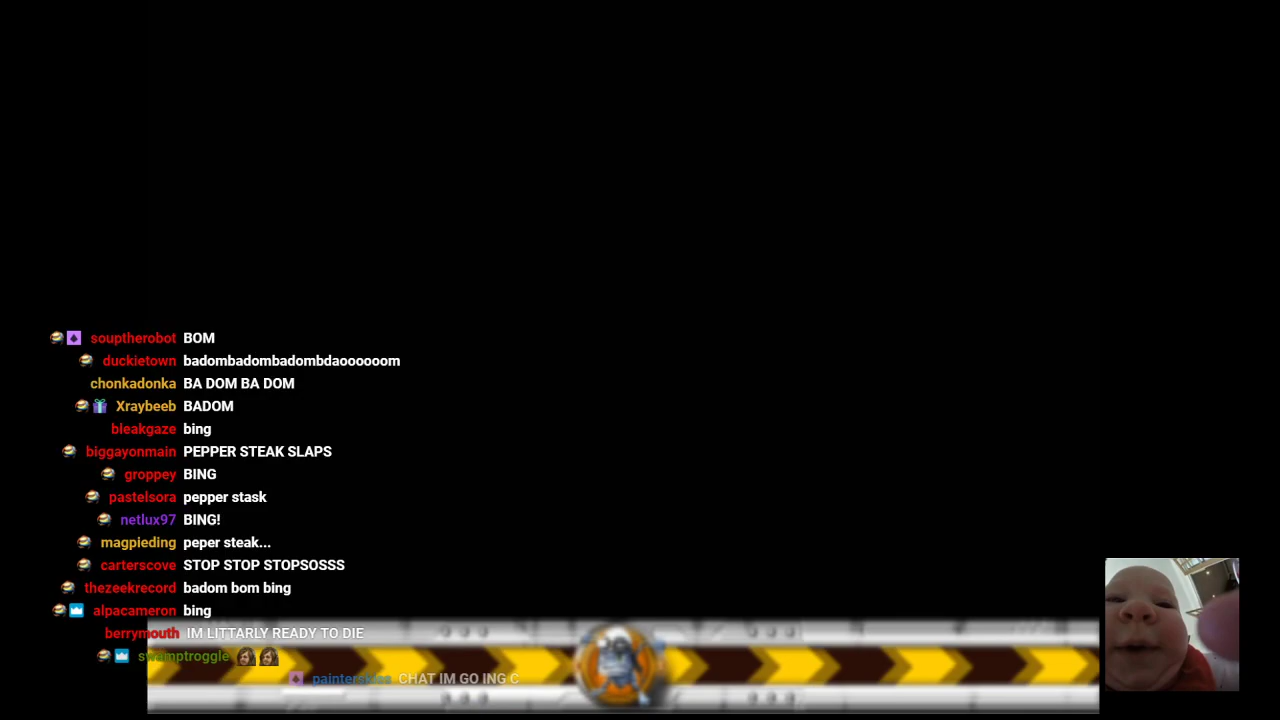 souptherobot BOM
duckietown badombadombadombdaoooooom
chonkadonka BA DOM BA DOM
Xraybeeb BADOM
bleakgaze bing
biggayonmain PEPPER STEAK SLAPS
groppey BING
pastelsora pepper stask
netlux97 BING!
magpieding peper steak...
carterscove STOP STOP STOPSOSSS
thezeekrecord badom bom bing
alpacameron bing
berrymouth IM LITTARLY READY TO DIE
swamptroggle
CHAT IM GO ING C